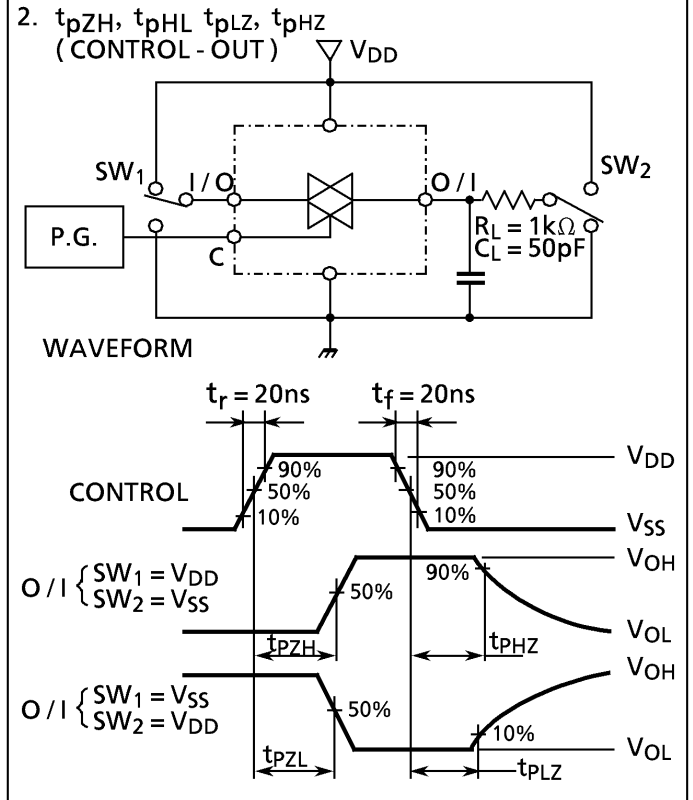 2. tpZH, tpHL tpLZ, tpHZ
(CONTROL - OUT) VDD
SW1
I/O
O/I
SW2
P.G.
C
RL = 1kΩ
CL = 50pF
WAVEFORM
tr = 20ns tf = 20ns
CONTROL
90%
50%
10%
90%
50%
10%
VDD
VSS
O/I { SW1 = VDD
SW2 = VSS
50%
90%
tPZH
tPHZ
VOH
VOL
O/I { SW1 = VSS
SW2 = VDD
50%
10%
tPZL
tPLZ
VOH
VOL